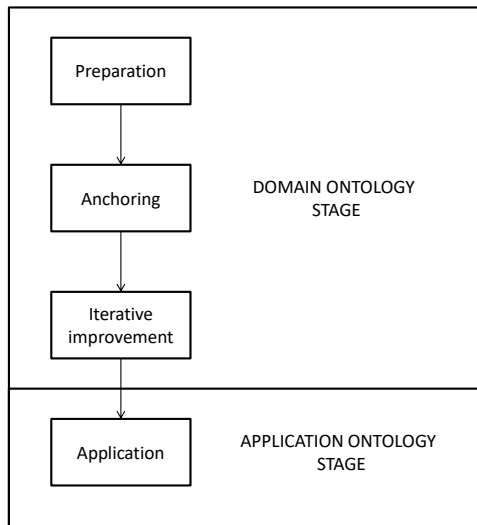 Preparation
Anchoring
DOMAIN ONTOLOGY
STAGE
Iterative
improvement
Application
APPLICATION ONTOLOGY
STAGE